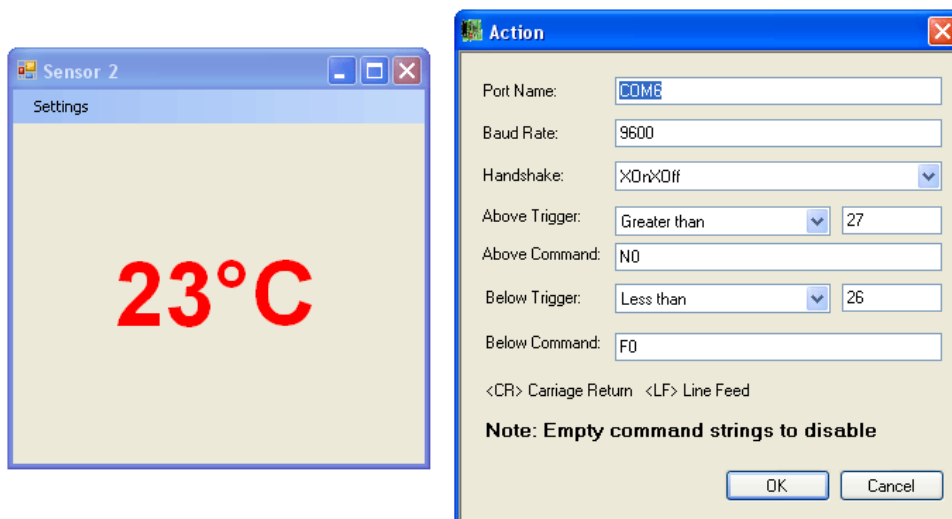 Sensor 2
Settings
23°C
Action
Port Name: COM6
Baud Rate: 9600
Handshake: XOnXOff
Above Trigger: Greater than 27
Above Command: N0
Below Trigger: Less than 26
Below Command: F0
<CR> Carriage Return <LF> Line Feed
Note: Empty command strings to disable
OK Cancel